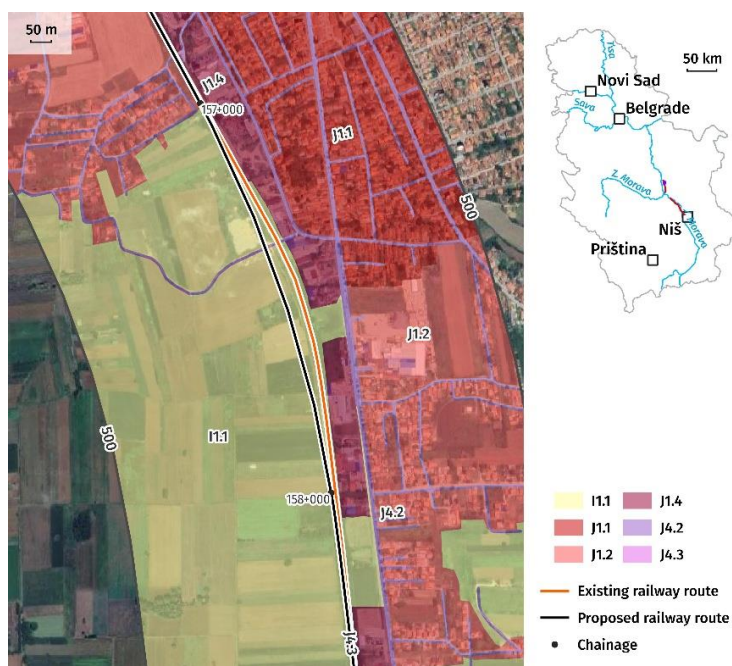 50 m
J1.4
157+000
J1.1
500
J1.2
500
I1.1
158+000
J4.2
J4:3
50 km
Tisa
Novi Sad
Sava
Belgrade
Z. Morava
Niš
Morava
Priština
I1.1
J1.4
J1.1
J4.2
J1.2
J4.3
Existing railway route
Proposed railway route
Chainage